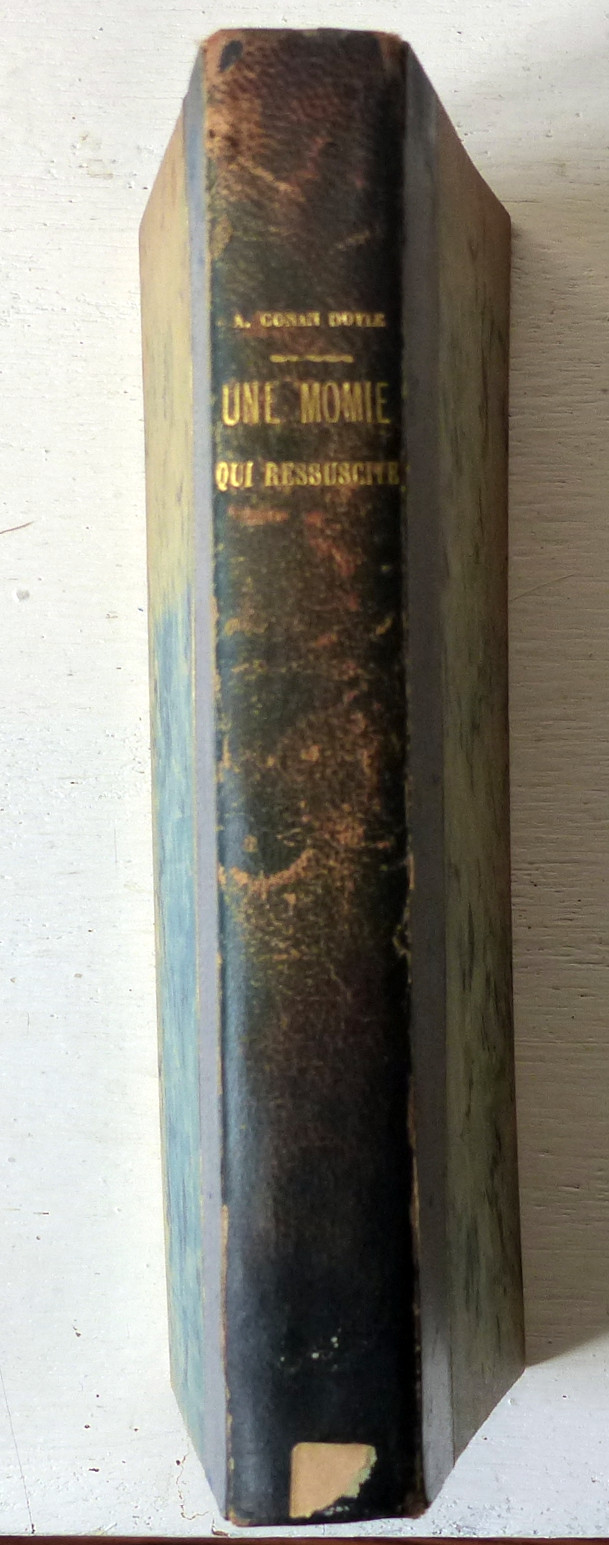 A. CONAN DOYLE
UNE MOMIE
QUI RESSUSCITE